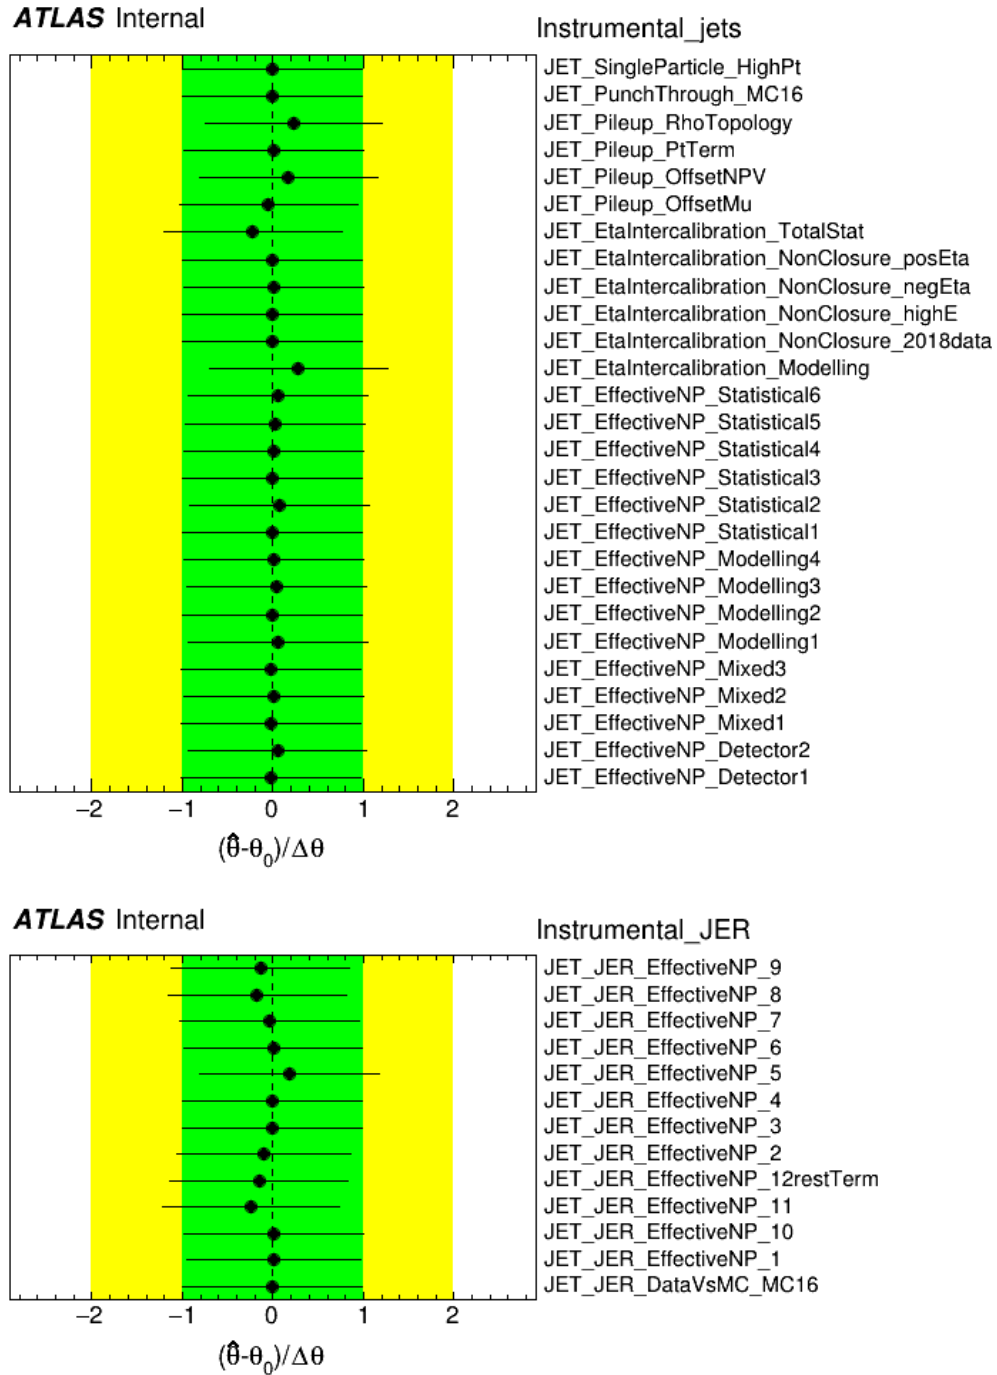 ATLAS Internal
Instrumental_jets
JET_SingleParticle_HighPt
JET_PunchThrough_MC16
JET_Pileup_RhoTopology
JET_Pileup_PtTerm
JET_Pileup_OffsetNPV
JET_Pileup_OffsetMu
JET_EtaIntercalibration_TotalStat
JET_EtaIntercalibration_NonClosure_posEta
JET_EtaIntercalibration_NonClosure_negEta
JET_EtaIntercalibration_NonClosure_highE
JET_EtaIntercalibration_NonClosure_2018data
JET_EtaIntercalibration_Modelling
JET_EffectiveNP_Statistical6
JET_EffectiveNP_Statistical5
JET_EffectiveNP_Statistical4
JET_EffectiveNP_Statistical3
JET_EffectiveNP_Statistical2
JET_EffectiveNP_Statistical1
JET_EffectiveNP_Modelling4
JET_EffectiveNP_Modelling3
JET_EffectiveNP_Modelling2
JET_EffectiveNP_Modelling1
JET_EffectiveNP_Mixed3
JET_EffectiveNP_Mixed2
JET_EffectiveNP_Mixed1
JET_EffectiveNP_Detector2
JET_EffectiveNP_Detector1
−2 −1 0 1 2
(θ̂-θ₀)/Δθ
ATLAS Internal
Instrumental_JER
JET_JER_EffectiveNP_9
JET_JER_EffectiveNP_8
JET_JER_EffectiveNP_7
JET_JER_EffectiveNP_6
JET_JER_EffectiveNP_5
JET_JER_EffectiveNP_4
JET_JER_EffectiveNP_3
JET_JER_EffectiveNP_2
JET_JER_EffectiveNP_12restTerm
JET_JER_EffectiveNP_11
JET_JER_EffectiveNP_10
JET_JER_EffectiveNP_1
JET_JER_DataVsMC_MC16
−2 −1 0 1 2
(θ̂-θ₀)/Δθ